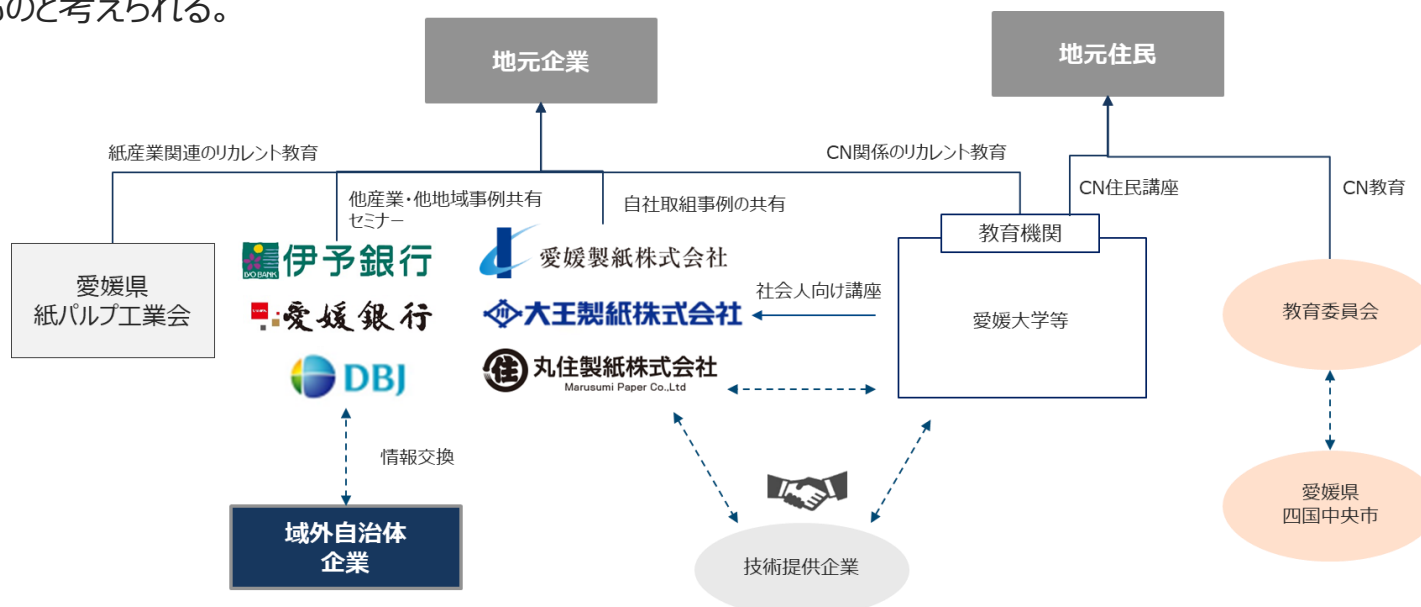 ものと考えられる。
地元企業
地元住民
紙産業関連のリカレント教育
CN関係のリカレント教育
他産業・他地域事例共有
セミナー
自社取組事例の共有
CN住民講座
CN教育
教育機関
愛媛県
紙パルプ工業会
IYO BANK
伊予銀行
愛媛銀行
DBJ
愛媛製紙株式会社
大王製紙株式会社
住
丸住製紙株式会社
Marusumi Paper Co.,Ltd
社会人向け講座
愛媛大学等
教育委員会
情報交換
域外自治体
企業
技術提供企業
愛媛県
四国中央市